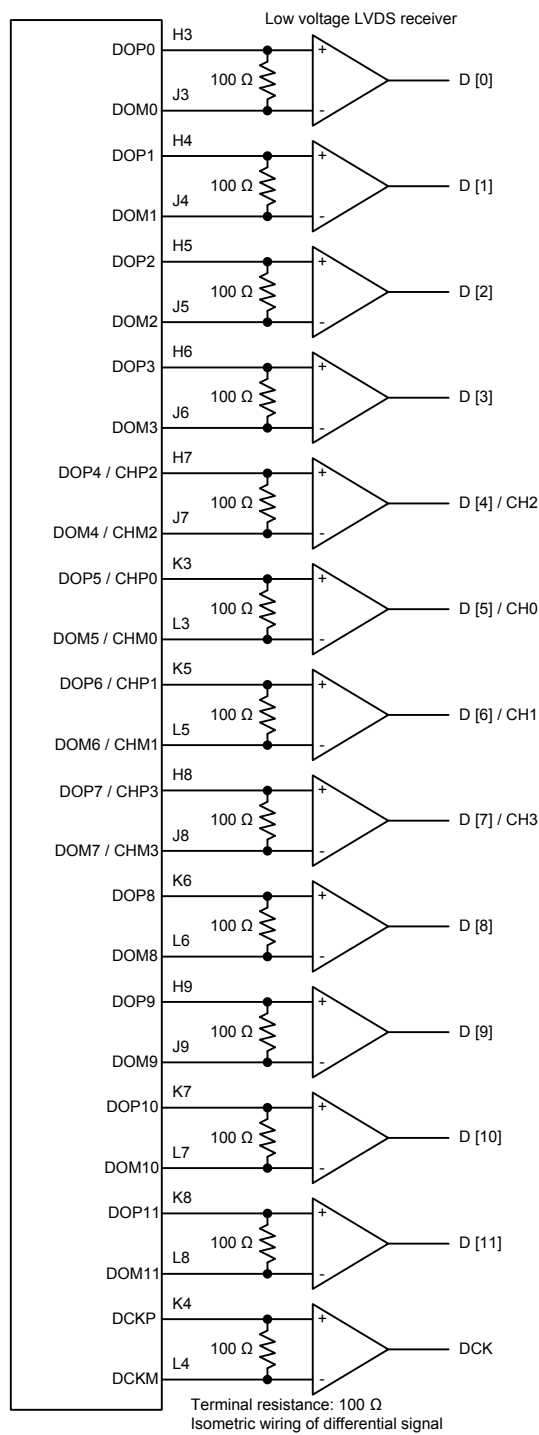 Low voltage LVDS receiver
H3
DOP0
+
100 Ω
D [0]
J3
DOM0
-
H4
DOP1
+
100 Ω
D [1]
J4
DOM1
-
H5
DOP2
+
100 Ω
D [2]
J5
DOM2
-
H6
DOP3
+
100 Ω
D [3]
J6
DOM3
-
H7
DOP4 / CHP2
+
100 Ω
D [4] / CH2
J7
DOM4 / CHM2
-
K3
DOP5 / CHP0
+
100 Ω
D [5] / CH0
L3
DOM5 / CHM0
-
K5
DOP6 / CHP1
+
100 Ω
D [6] / CH1
L5
DOM6 / CHM1
-
H8
DOP7 / CHP3
+
100 Ω
D [7] / CH3
J8
DOM7 / CHM3
-
K6
DOP8
+
100 Ω
D [8]
L6
DOM8
-
H9
DOP9
+
100 Ω
D [9]
J9
DOM9
-
K7
DOP10
+
100 Ω
D [10]
L7
DOM10
-
K8
DOP11
+
100 Ω
D [11]
L8
DOM11
-
K4
DCKP
+
100 Ω
DCK
L4
DCKM
-
Terminal resistance: 100 Ω
Isometric wiring of differential signal